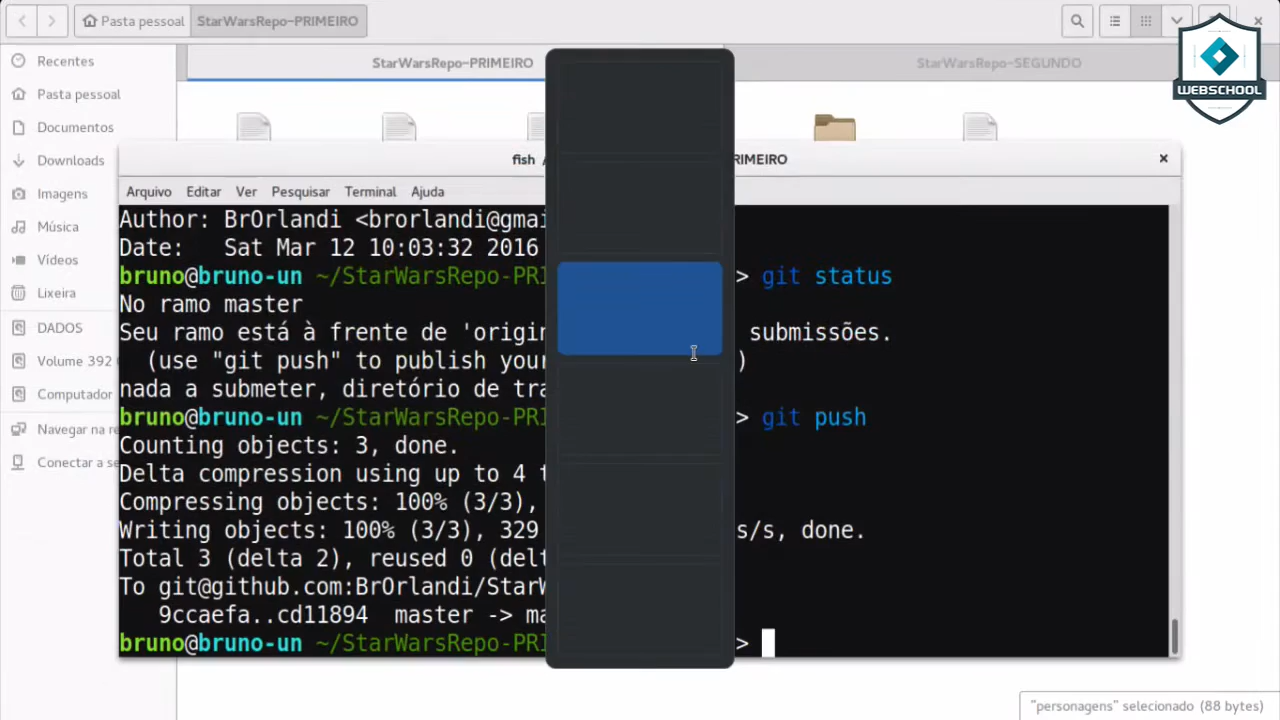 Pasta pessoal StarWarsRepo-PRIMEIRO
WEBSCHOOL
Recentes
Pasta pessoal
Documentos
Downloads
Imagens
Música
Vídeos
Lixeira
DADOS
Volume 392
Computador
Navegar na re
Conectar a se
StarWarsRepo-PRIMEIRO StarWarsRepo-SEGUNDO
fish RIMEIRO
Arquivo Editar Ver Pesquisar Terminal Ajuda
Author: BrOrlandi <brorlandi@gmai
Date: Sat Mar 12 10:03:32 2016
bruno@bruno-un ~/StarWarsRepo-PRI > git status
No ramo master
Seu ramo está à frente de 'origin submissões.
(use "git push" to publish your )
nada a submeter, diretório de tra
bruno@bruno-un ~/StarWarsRepo-PRI > git push
Counting objects: 3, done.
Delta compression using up to 4 t
Compressing objects: 100% (3/3),
Writing objects: 100% (3/3), 329 s/s, done.
Total 3 (delta 2), reused 0 (delt
To git@github.com:BrOrlandi/StarW
9ccaefa..cd11894 master -> ma
bruno@bruno-un ~/StarWarsRepo-PRI >
"personagens" selecionado (88 bytes)